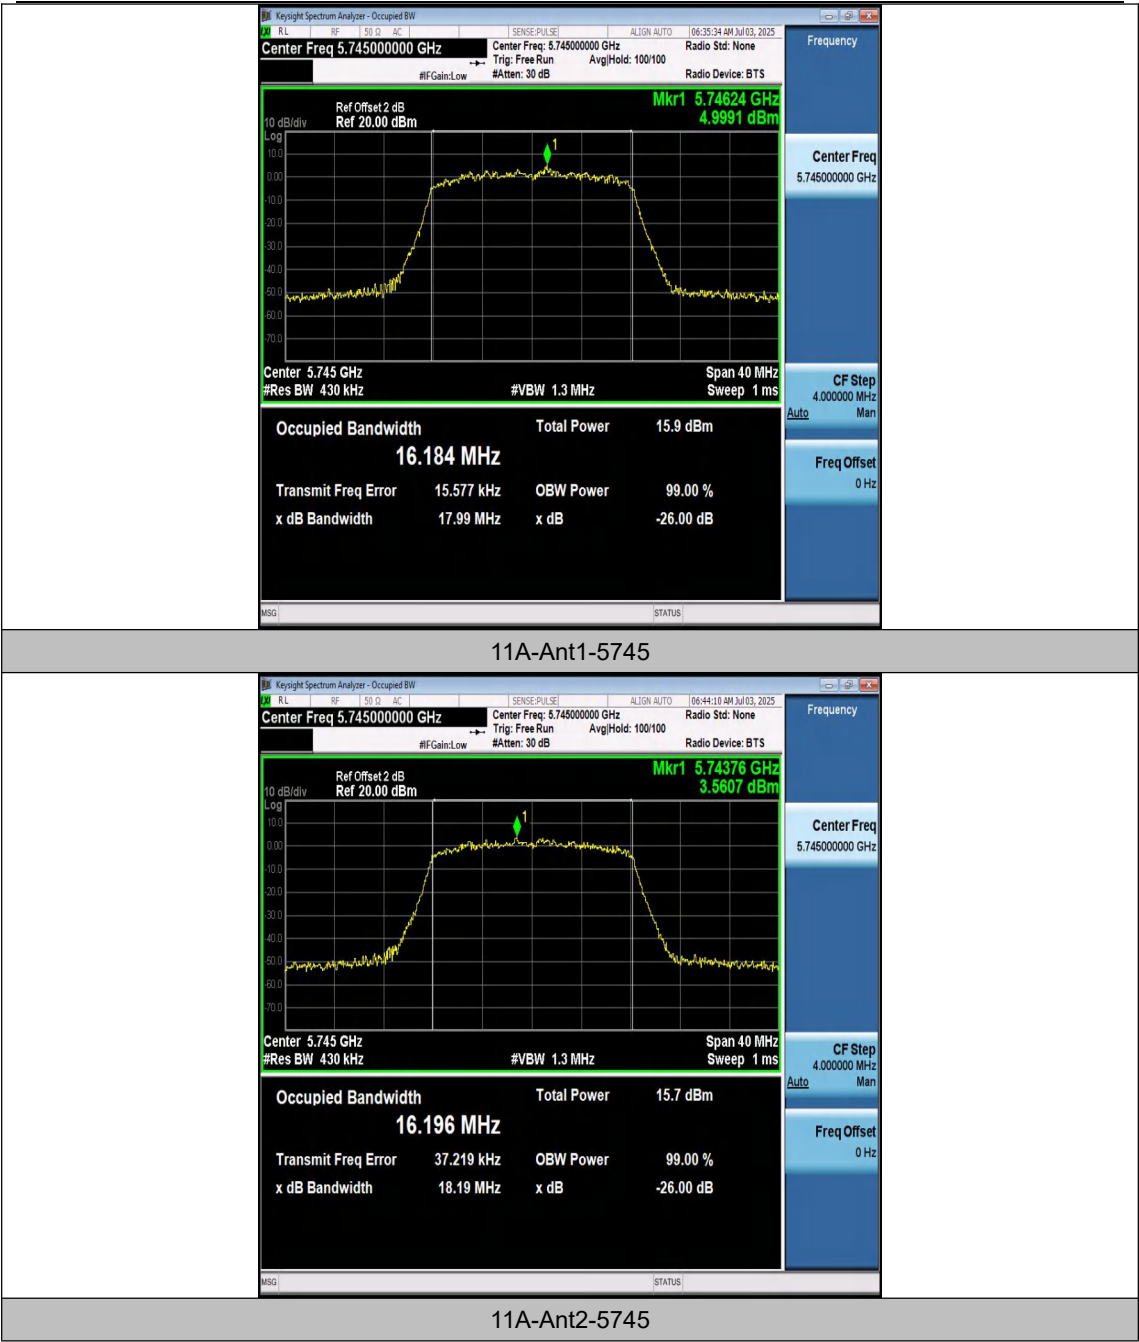 Keysight Spectrum Analyzer - Occupied BW
RL RF 50 Ω AC SENSE:PULSE ALIGN AUTO 06:35:34 AM Jul 03, 2025
Center Freq 5.745000000 GHz
Center Freq: 5.745000000 GHz Radio Std: None
Trig: Free Run Avg|Hold: 100/100
#IFGain:Low #Atten: 30 dB Radio Device: BTS
Frequency
Mkr1 5.74624 GHz
4.9991 dBm
Ref Offset 2 dB
10 dB/div Ref 20.00 dBm
Log
10.0
0.00
-10.0
-20.0
-30.0
-40.0
-50.0
-60.0
-70.0
1
Center Freq
5.745000000 GHz
Center 5.745 GHz Span 40 MHz
#Res BW 430 kHz #VBW 1.3 MHz Sweep 1 ms
CF Step
4.000000 MHz
Auto Man
Occupied Bandwidth Total Power 15.9 dBm
16.184 MHz
Freq Offset
0 Hz
Transmit Freq Error 15.577 kHz OBW Power 99.00 %
x dB Bandwidth 17.99 MHz x dB -26.00 dB
MSG STATUS
11A-Ant1-5745
Keysight Spectrum Analyzer - Occupied BW
RL RF 50 Ω AC SENSE:PULSE ALIGN AUTO 06:44:10 AM Jul 03, 2025
Center Freq 5.745000000 GHz
Center Freq: 5.745000000 GHz Radio Std: None
Trig: Free Run Avg|Hold: 100/100
#IFGain:Low #Atten: 30 dB Radio Device: BTS
Frequency
Mkr1 5.74376 GHz
3.5607 dBm
Ref Offset 2 dB
10 dB/div Ref 20.00 dBm
Log
10.0
0.00
-10.0
-20.0
-30.0
-40.0
-50.0
-60.0
-70.0
1
Center Freq
5.745000000 GHz
Center 5.745 GHz Span 40 MHz
#Res BW 430 kHz #VBW 1.3 MHz Sweep 1 ms
CF Step
4.000000 MHz
Auto Man
Occupied Bandwidth Total Power 15.7 dBm
16.196 MHz
Freq Offset
0 Hz
Transmit Freq Error 37.219 kHz OBW Power 99.00 %
x dB Bandwidth 18.19 MHz x dB -26.00 dB
MSG STATUS
11A-Ant2-5745